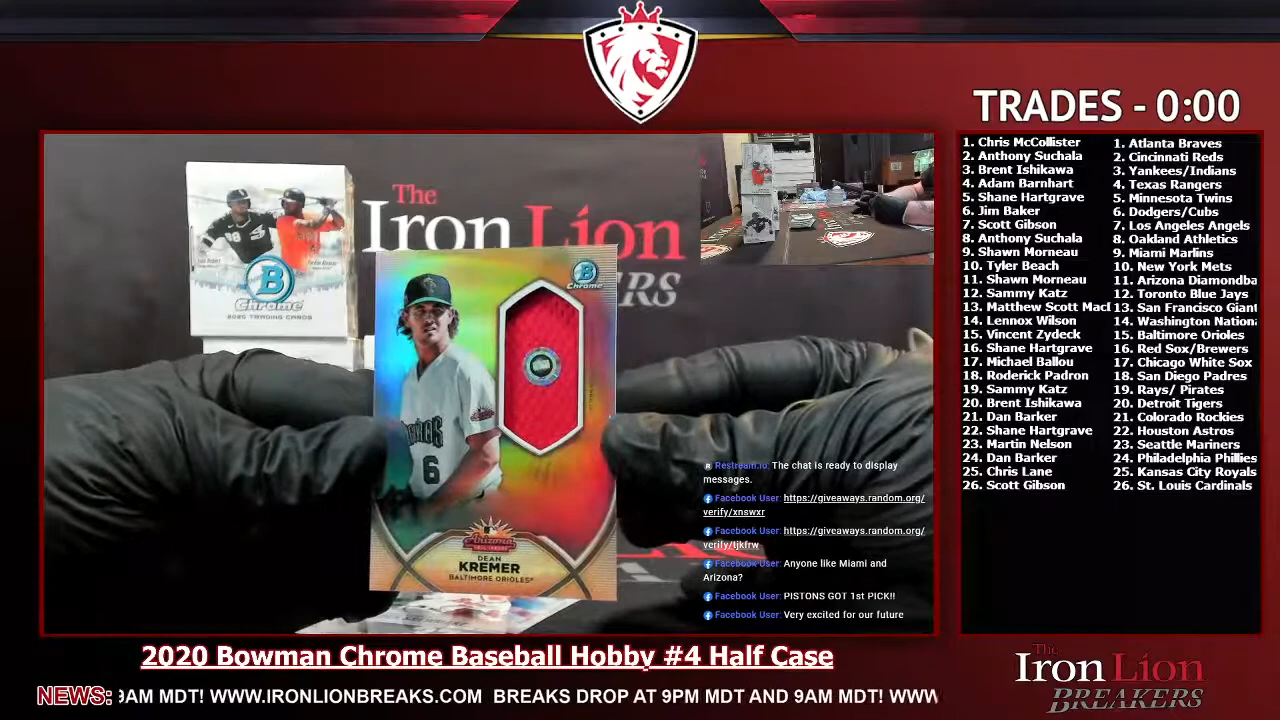 TRADES - 0:00
1. Chris McCollister
2. Anthony Suchala
3. Brent Ishikawa
4. Adam Barnhart
5. Shane Hartgrave
6. Jim Baker
7. Scott Gibson
8. Anthony Suchala
9. Shawn Morneau
10. Tyler Beach
11. Shawn Morneau
12. Sammy Katz
13. Matthew Scott Macl
14. Lennox Wilson
15. Vincent Zydeck
16. Shane Hartgrave
17. Michael Ballou
18. Roderick Padron
19. Sammy Katz
20. Brent Ishikawa
21. Dan Barker
22. Shane Hartgrave
23. Martin Nelson
24. Dan Barker
25. Chris Lane
26. Scott Gibson
1. Atlanta Braves
2. Cincinnati Reds
3. Yankees/Indians
4. Texas Rangers
5. Minnesota Twins
6. Dodgers/Cubs
7. Los Angeles Angels
8. Oakland Athletics
9. Miami Marlins
10. New York Mets
11. Arizona Diamondba
12. Toronto Blue Jays
13. San Francisco Giant
14. Washington Nationa
15. Baltimore Orioles
16. Red Sox/Brewers
17. Chicago White Sox
18. San Diego Padres
19. Rays/ Pirates
20. Detroit Tigers
21. Colorado Rockies
22. Houston Astros
23. Seattle Mariners
24. Philadelphia Phillies
25. Kansas City Royals
26. St. Louis Cardinals
The
Iron Lion
ERS
B
Chrome
2020 TRADING CARDS
B
Chrome
6
Arizona
DEAN
KREMER
BALTIMORE ORIOLES
Restream.io: The chat is ready to display
messages.
Facebook User: https://giveaways.random.org/
verify/xnswxr
Facebook User: https://giveaways.random.org/
verify/tjkfrw
Facebook User: Anyone like Miami and
Arizona?
Facebook User: PISTONS GOT 1st PICK!!
Facebook User: Very excited for our future
2020 Bowman Chrome Baseball Hobby #4 Half Case
NEWS: 9AM MDT! WWW.IRONLIONBREAKS.COM BREAKS DROP AT 9PM MDT AND 9AM MDT! WWW
The
Iron Lion
BREAKERS